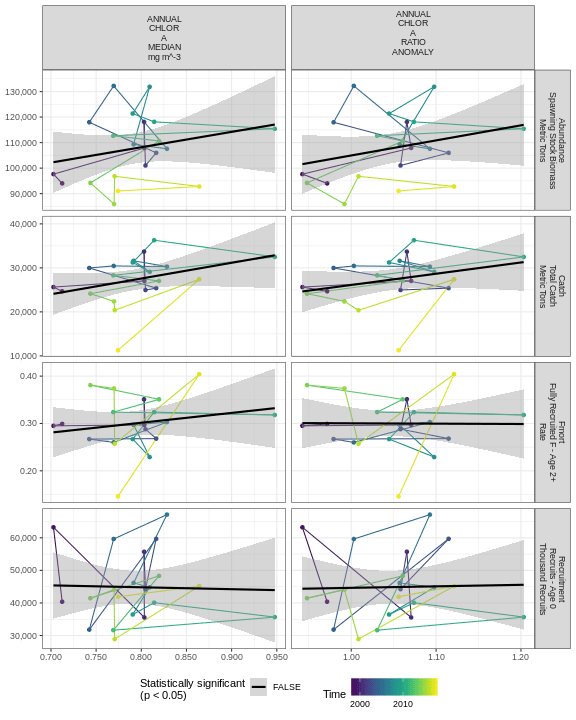 ANNUAL
CHLOR
A
MEDIAN
mg m^-3
ANNUAL
CHLOR
A
RATIO
ANOMALY
130,000
120,000
110,000
100,000
90,000
Abundance
Spawning Stock Biomass
Metric Tons
40,000
30,000
20,000
10,000
Catch
Total Catch
Metric Tons
0.40
0.30
0.20
Fmort
Fully Recruited F - Age 2+
Rate
60,000
50,000
40,000
30,000
Recruitment
Recruits - Age 0
Thousand Recruits
0.700
0.750
0.800
0.850
0.900
0.950
1.00
1.10
1.20
Statistically significant
(p < 0.05)
FALSE
Time
2000
2010